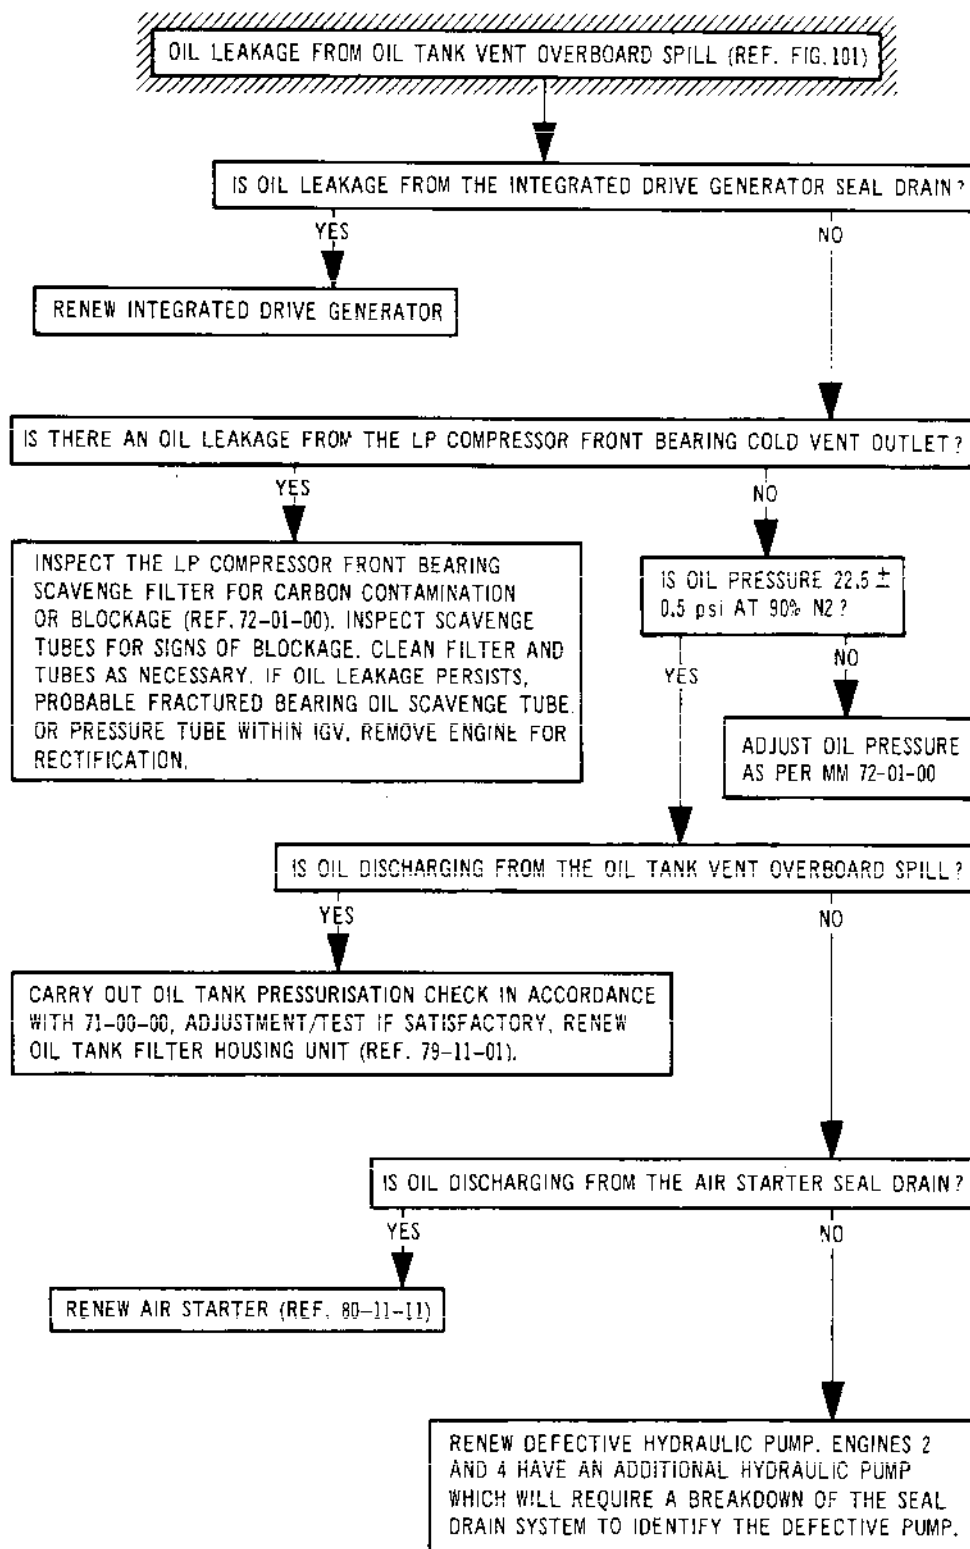 OIL LEAKAGE FROM OIL TANK VENT OVERBOARD SPILL (REF. FIG. 101)
IS OIL LEAKAGE FROM THE INTEGRATED DRIVE GENERATOR SEAL DRAIN?
YES
NO
RENEW INTEGRATED DRIVE GENERATOR
IS THERE AN OIL LEAKAGE FROM THE LP COMPRESSOR FRONT BEARING COLD VENT OUTLET?
YES
NO
INSPECT THE LP COMPRESSOR FRONT BEARING
SCAVENGE FILTER FOR CARBON CONTAMINATION
OR BLOCKAGE (REF. 72-01-00). INSPECT SCAVENGE
TUBES FOR SIGNS OF BLOCKAGE. CLEAN FILTER AND
TUBES AS NECESSARY. IF OIL LEAKAGE PERSISTS,
PROBABLE FRACTURED BEARING OIL SCAVENGE TUBE
OR PRESSURE TUBE WITHIN IGV. REMOVE ENGINE FOR
RECTIFICATION.
IS OIL PRESSURE 22.5 ±
0.5 psi AT 90% N2?
YES
NO
ADJUST OIL PRESSURE
AS PER MM 72-01-00
IS OIL DISCHARGING FROM THE OIL TANK VENT OVERBOARD SPILL?
YES
NO
CARRY OUT OIL TANK PRESSURISATION CHECK IN ACCORDANCE
WITH 71-00-00, ADJUSTMENT/TEST IF SATISFACTORY, RENEW
OIL TANK FILTER HOUSING UNIT (REF. 79-11-01).
IS OIL DISCHARGING FROM THE AIR STARTER SEAL DRAIN?
YES
NO
RENEW AIR STARTER (REF. 80-11-11)
RENEW DEFECTIVE HYDRAULIC PUMP. ENGINES 2
AND 4 HAVE AN ADDITIONAL HYDRAULIC PUMP
WHICH WILL REQUIRE A BREAKDOWN OF THE SEAL
DRAIN SYSTEM TO IDENTIFY THE DEFECTIVE PUMP.